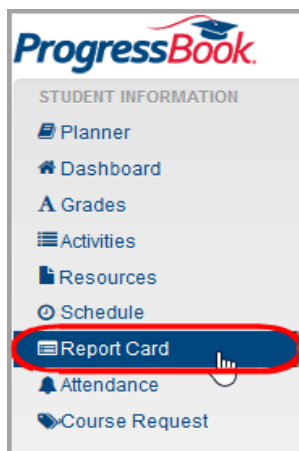 ProgressBook.
STUDENT INFORMATION
Planner
Dashboard
Grades
Activities
Resources
Schedule
Report Card
Attendance
Course Request